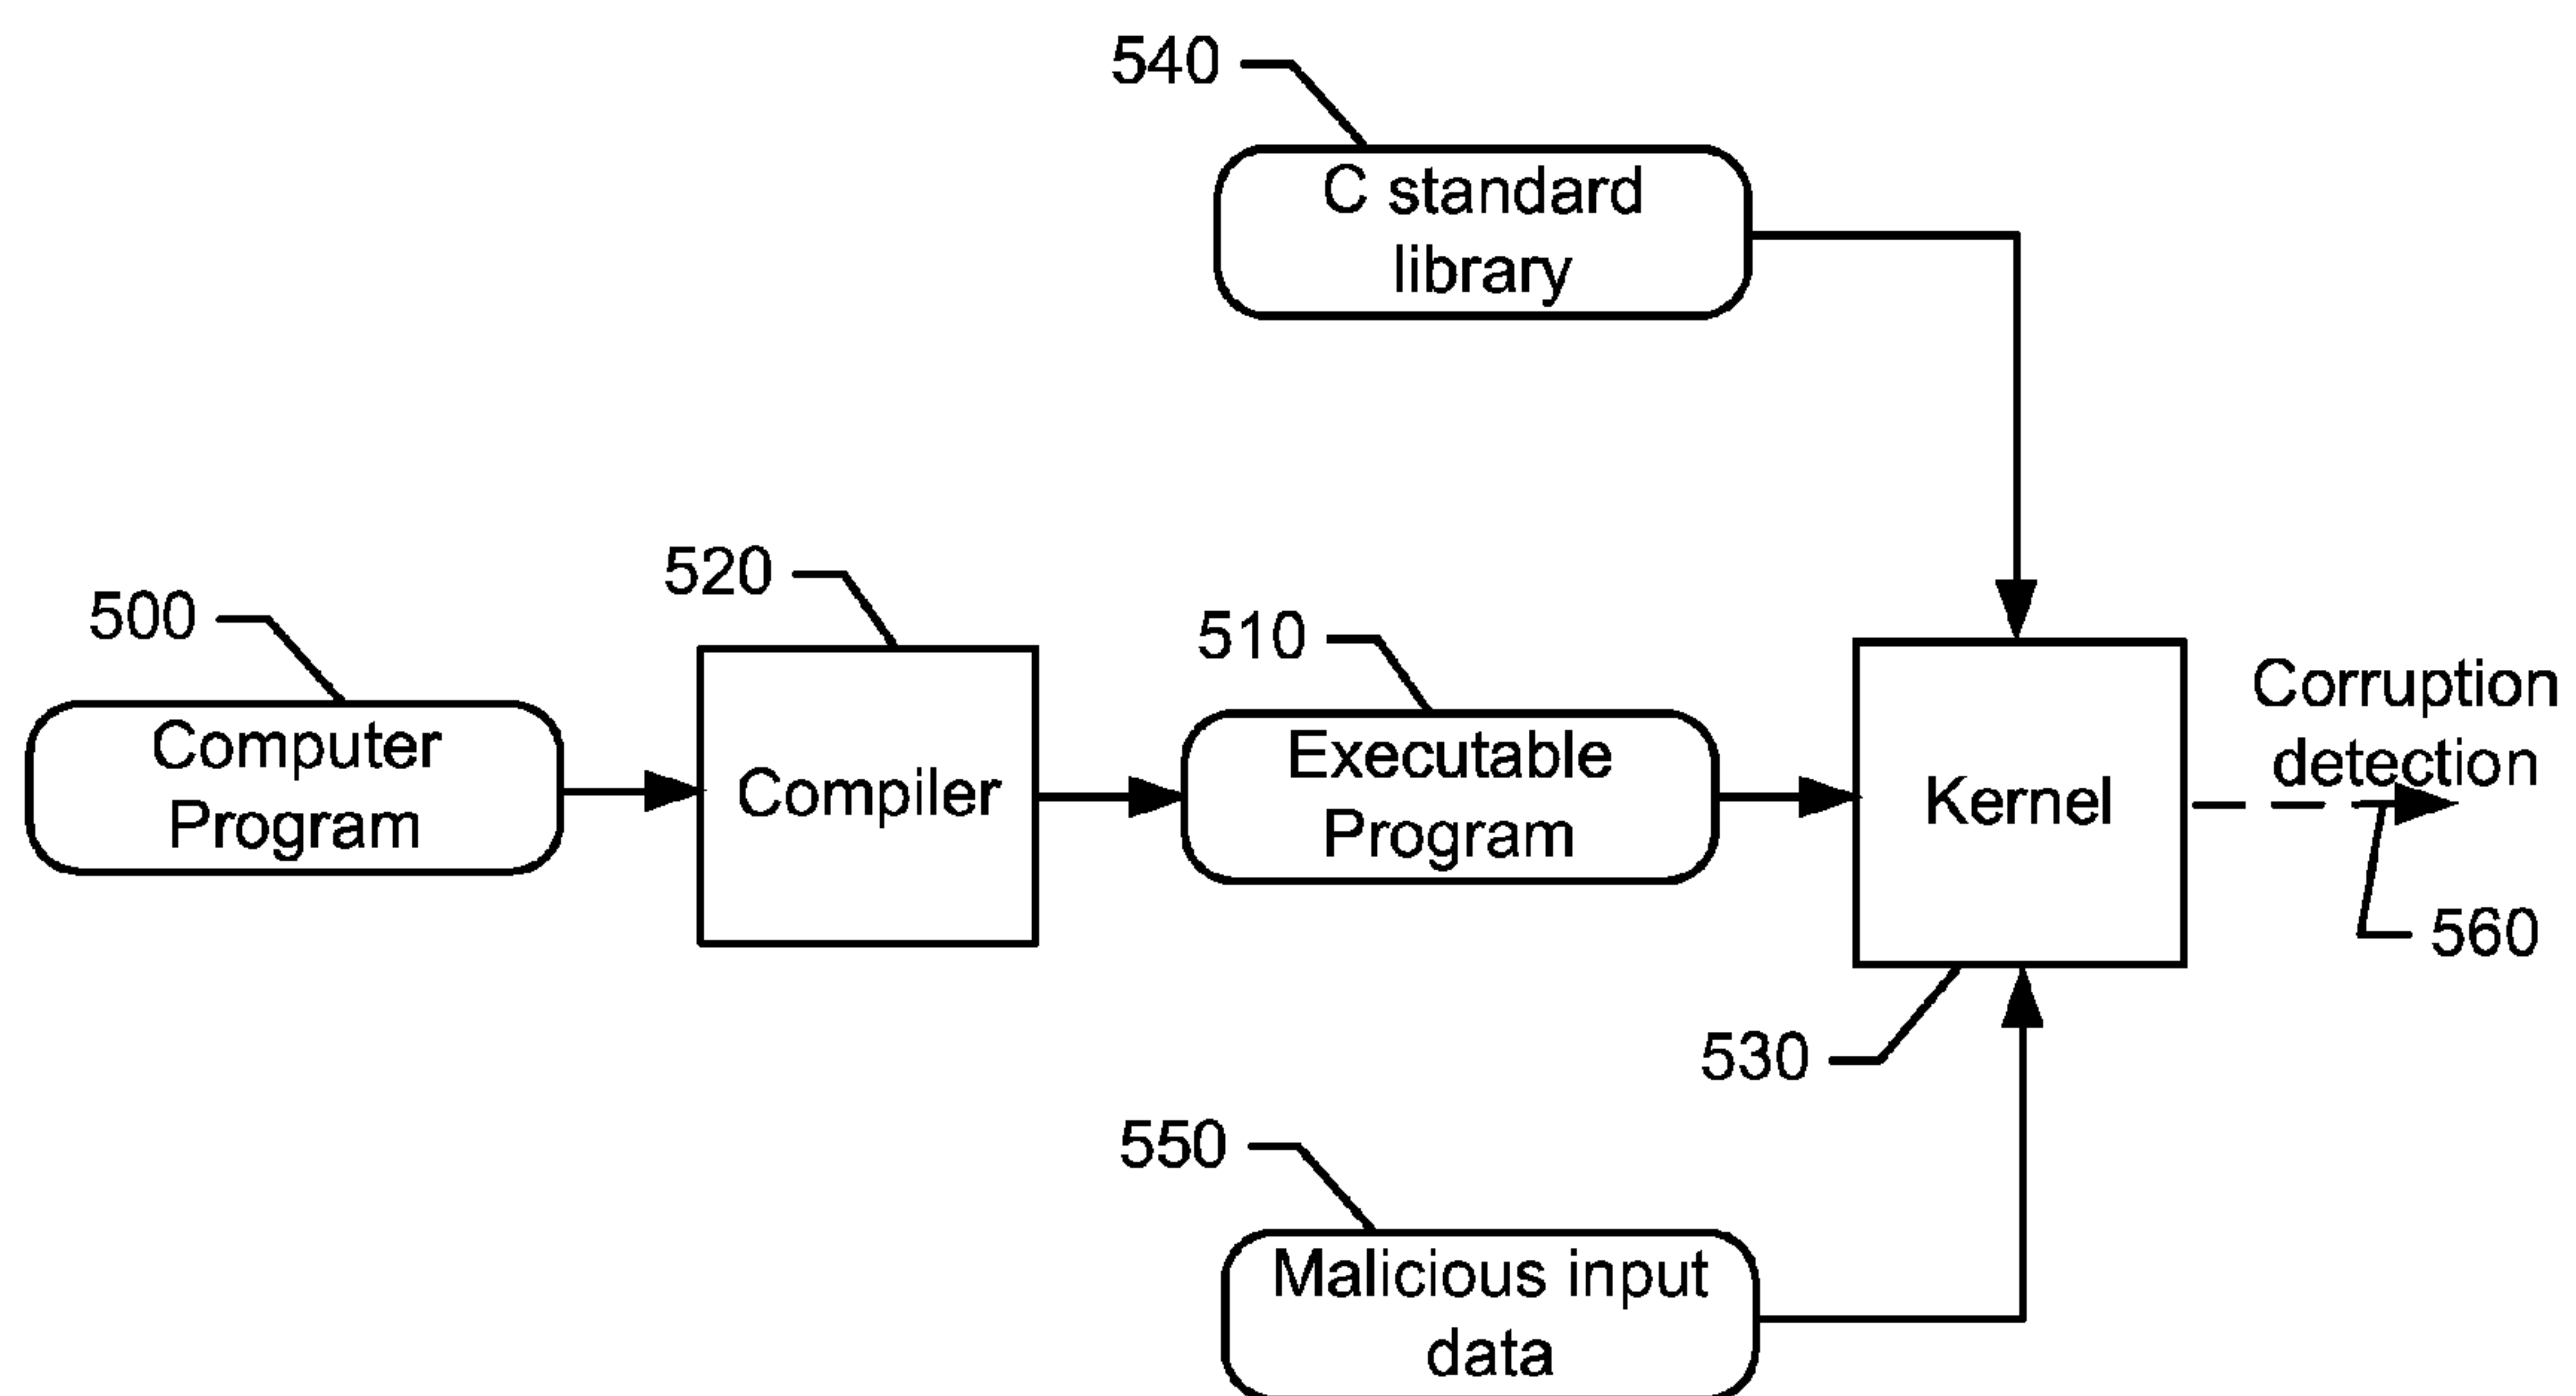 540
C standard
library
520
500
510
Computer
Program
Compiler
Executable
Program
Kernel
Corruption
detection
560
530
550
Malicious input
data